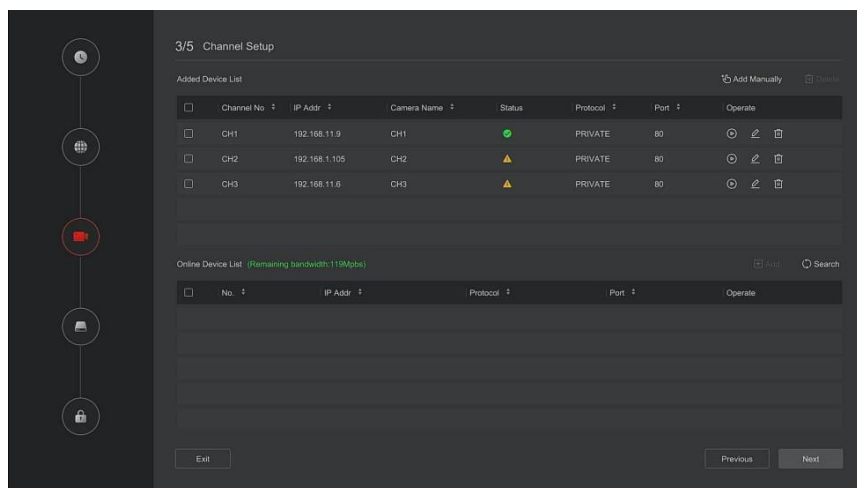 3/5 Channel Setup
Added Device List Add Manually Delete
Channel No IP Addr Camera Name Status Protocol Port Operate
CH1 192.168.11.9 CH1 PRIVATE 80
CH2 192.168.1.105 CH2 PRIVATE 80
CH3 192.168.11.6 CH3 PRIVATE 80
Online Device List (Remaining bandwidth:119Mpbs) Add Search
No. IP Addr Protocol Port Operate
Exit Previous Next